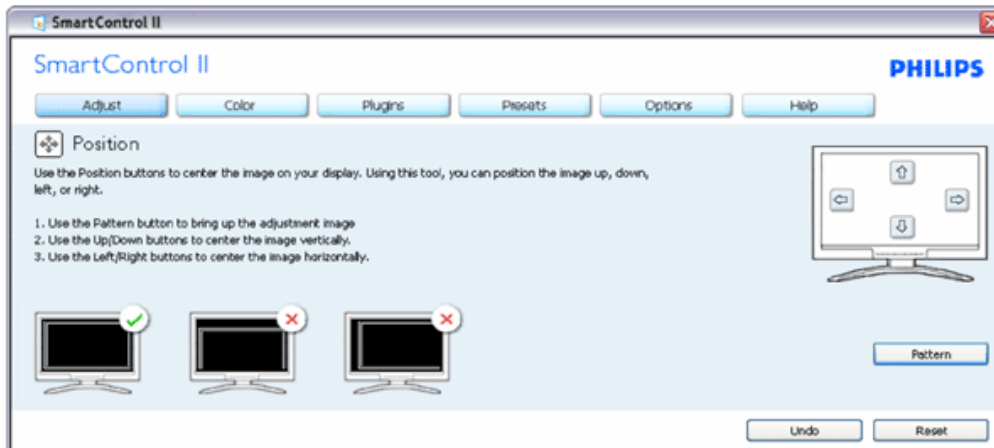 SmartControl II
SmartControl II
PHILIPS
Adjust Color Plugins Presets Options Help
Position
Use the Position buttons to center the image on your display. Using this tool, you can position the image up, down,
left, or right.
1. Use the Pattern button to bring up the adjustment image
2. Use the Up/Down buttons to center the image vertically.
3. Use the Left/Right buttons to center the image horizontally.
Pattern
Undo Reset